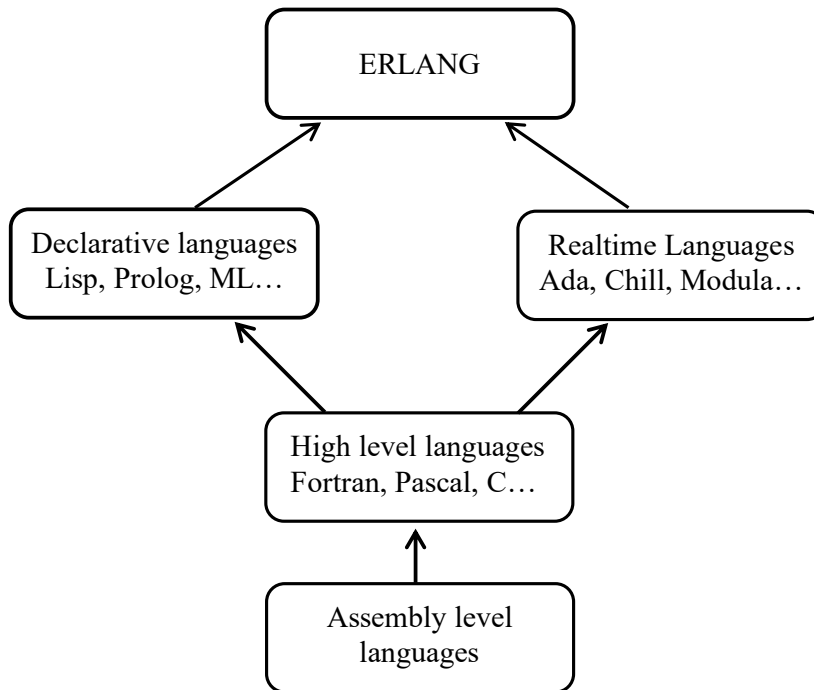 ERLANG
Declarative languages
Lisp, Prolog, ML…
Realtime Languages
Ada, Chill, Modula…
High level languages
Fortran, Pascal, C…
Assembly level
languages